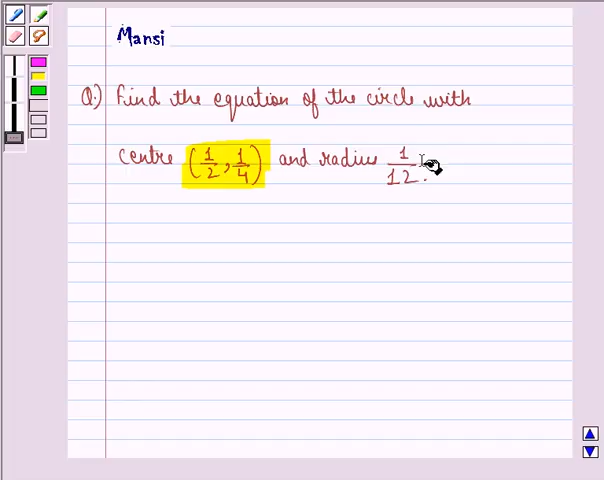 Mansi
Q.) Find the equation of the circle with
centre (1/2, 1/4) and radius 1/12.